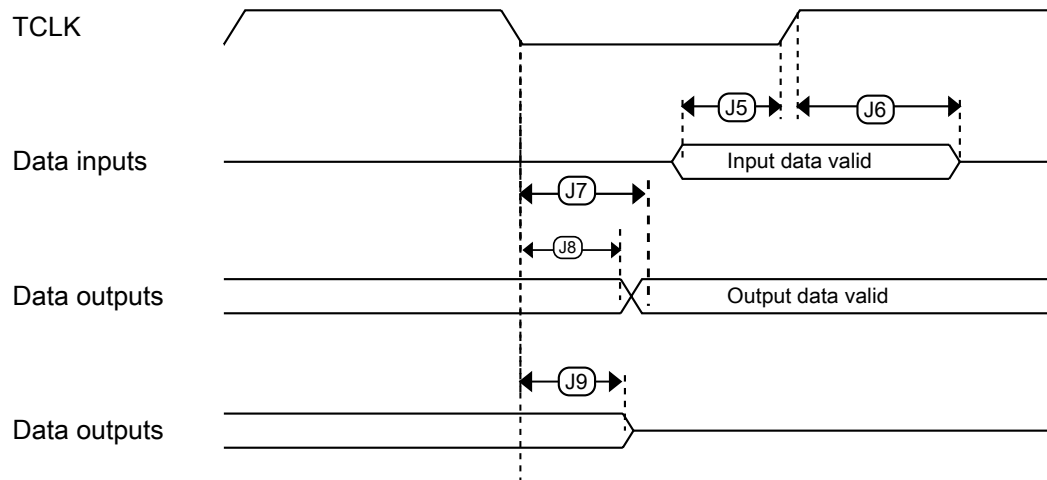 TCLK
J5
J6
Data inputs
Input data valid
J7
J8
Data outputs
Output data valid
J9
Data outputs